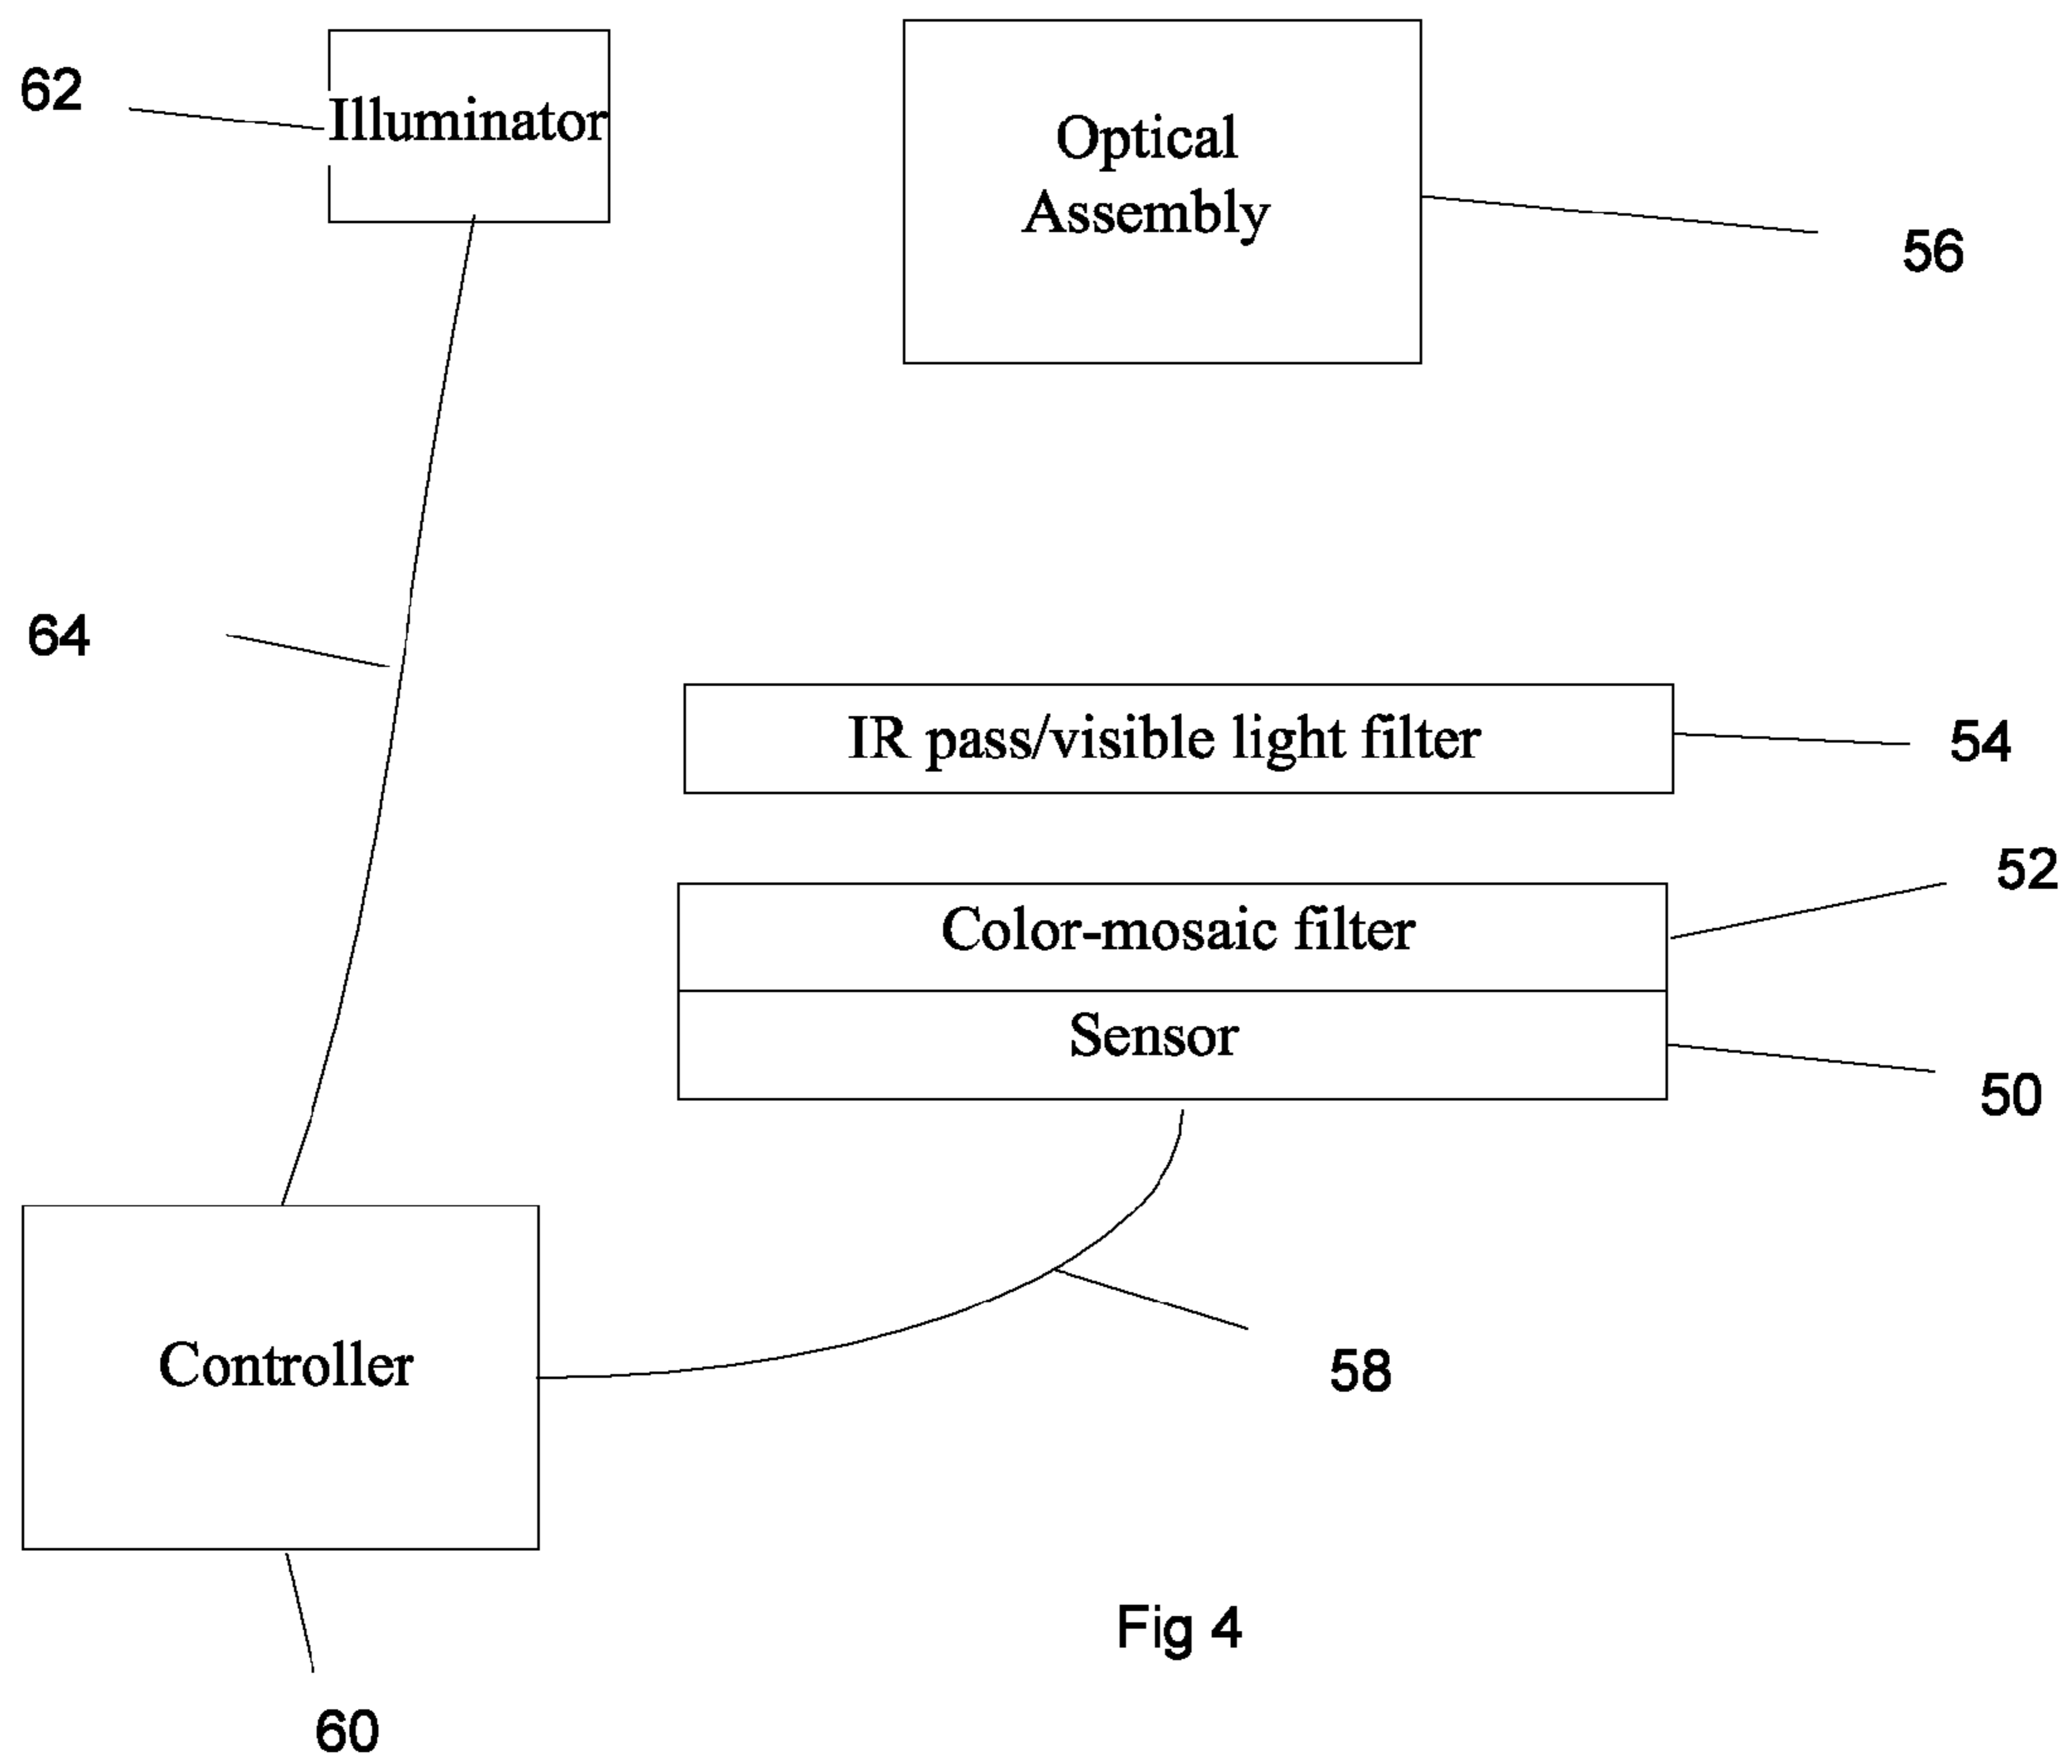 62
Illuminator
Optical
Assembly
56
64
IR pass/visible light filter
54
52
Color-mosaic filter
Sensor
50
Controller
58
Fig 4
60